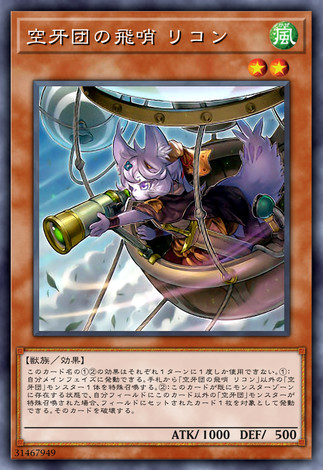 空牙団の飛哨 リコン
風
【獣族／効果】
このカード名の①②の効果はそれぞれ１ターンに１度しか使用できない。①：
自分メインフェイズに発動できる。手札から「空牙団の飛哨 リコン」以外の「空
牙団」モンスター１体を特殊召喚する。②：このカードが既にモンスターゾーン
に存在する状態で、自分フィールドにこのカード以外の「空牙団」モンスターが
特殊召喚された場合、フィールドにセットされたカード１枚を対象として発動
できる。そのカードを破壊する。
ATK/ 1000 DEF/ 500
31467949